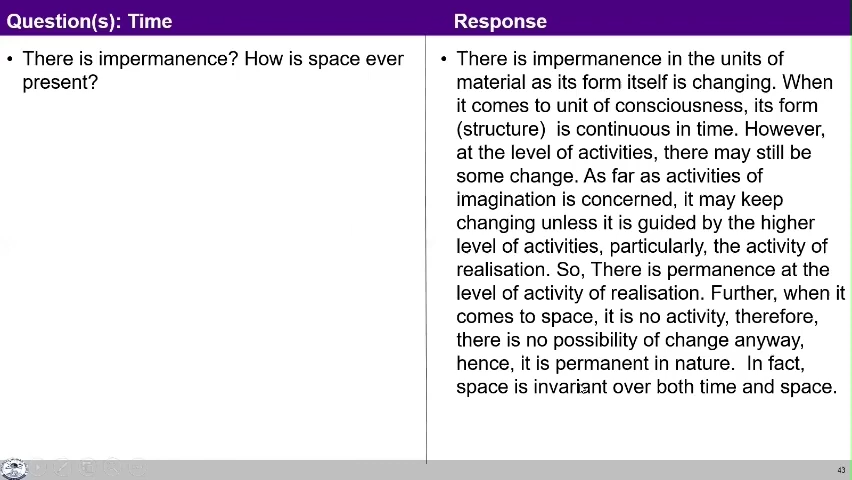 Question(s): Time
Response
• There is impermanence? How is space ever
present?
• There is impermanence in the units of
material as its form itself is changing. When
it comes to unit of consciousness, its form
(structure)  is continuous in time. However,
at the level of activities, there may still be
some change. As far as activities of
imagination is concerned, it may keep
changing unless it is guided by the higher
level of activities, particularly, the activity of
realisation. So, There is permanence at the
level of activity of realisation. Further, when it
comes to space, it is no activity, therefore,
there is no possibility of change anyway,
hence, it is permanent in nature.  In fact,
space is invariant over both time and space.
43